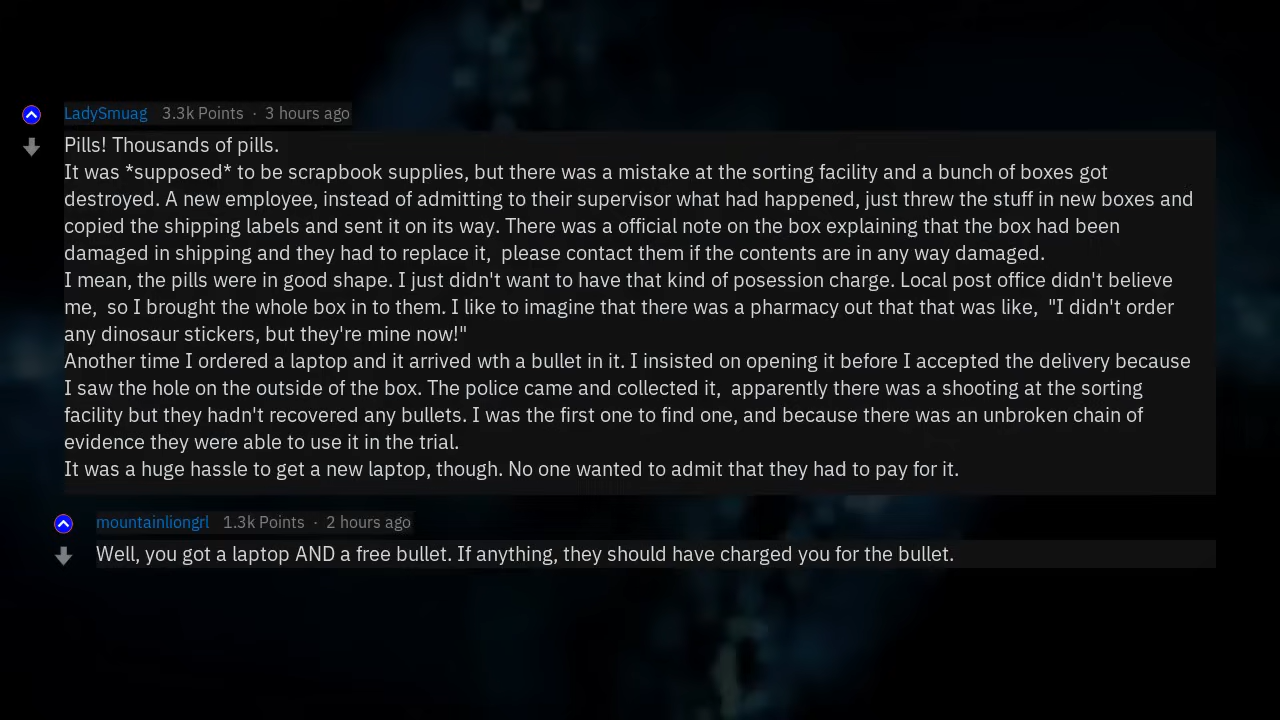 LadySmuag 3.3k Points · 3 hours ago
Pills! Thousands of pills.
It was *supposed* to be scrapbook supplies, but there was a mistake at the sorting facility and a bunch of boxes got
destroyed. A new employee, instead of admitting to their supervisor what had happened, just threw the stuff in new boxes and
copied the shipping labels and sent it on its way. There was a official note on the box explaining that the box had been
damaged in shipping and they had to replace it,  please contact them if the contents are in any way damaged.
I mean, the pills were in good shape. I just didn't want to have that kind of posession charge. Local post office didn't believe
me,  so I brought the whole box in to them. I like to imagine that there was a pharmacy out that that was like,  "I didn't order
any dinosaur stickers, but they're mine now!"
Another time I ordered a laptop and it arrived wth a bullet in it. I insisted on opening it before I accepted the delivery because
I saw the hole on the outside of the box. The police came and collected it,  apparently there was a shooting at the sorting
facility but they hadn't recovered any bullets. I was the first one to find one, and because there was an unbroken chain of
evidence they were able to use it in the trial.
It was a huge hassle to get a new laptop, though. No one wanted to admit that they had to pay for it.
mountainliongrl 1.3k Points · 2 hours ago
Well, you got a laptop AND a free bullet. If anything, they should have charged you for the bullet.